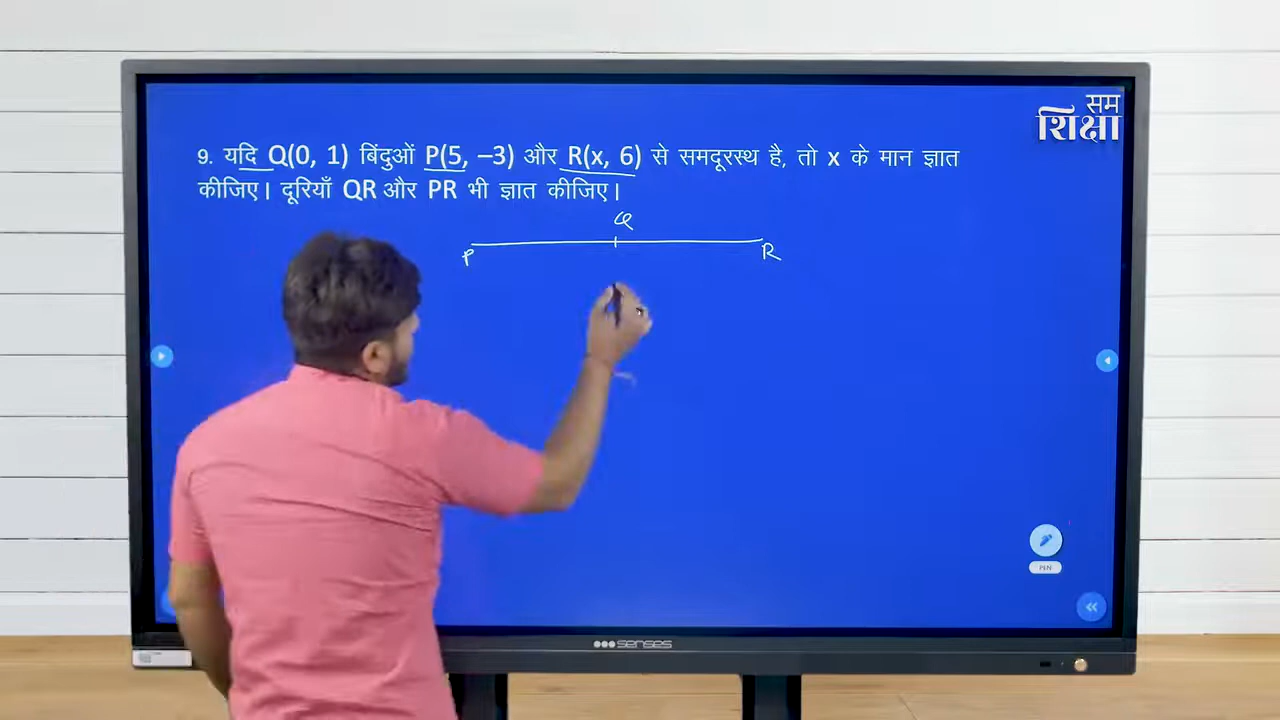 सम
शिक्षा
9. यदि Q(0, 1) बिंदुओं P(5, –3) और R(x, 6) से समदूरस्थ है, तो x के मान ज्ञात
कीजिए। दूरियाँ QR और PR भी ज्ञात कीजिए।
Q
P R
PEN
senses